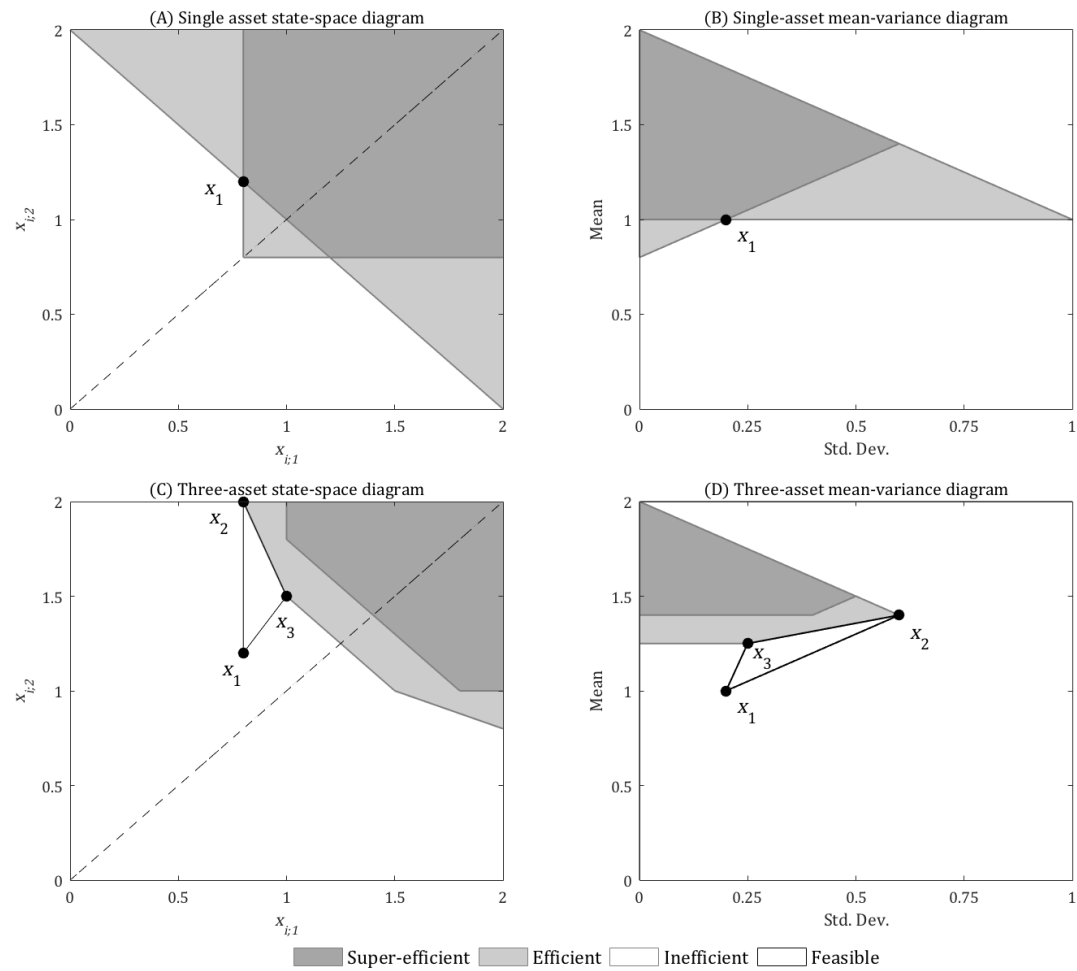 (A) Single asset state-space diagram
2
1.5
1
0.5
0
x_{i;2}
x_1
0 0.5 1 1.5 2
x_{i;1}
(B) Single-asset mean-variance diagram
2
1.5
1
0.5
0
Mean
x_1
0 0.25 0.5 0.75 1
Std. Dev.
(C) Three-asset state-space diagram
2
1.5
1
0.5
0
x_{i;2}
x_2
x_3
x_1
0 0.5 1 1.5 2
x_{i;1}
(D) Three-asset mean-variance diagram
2
1.5
1
0.5
0
Mean
x_2
x_3
x_1
0 0.25 0.5 0.75 1
Std. Dev.
Super-efficient Efficient Inefficient Feasible